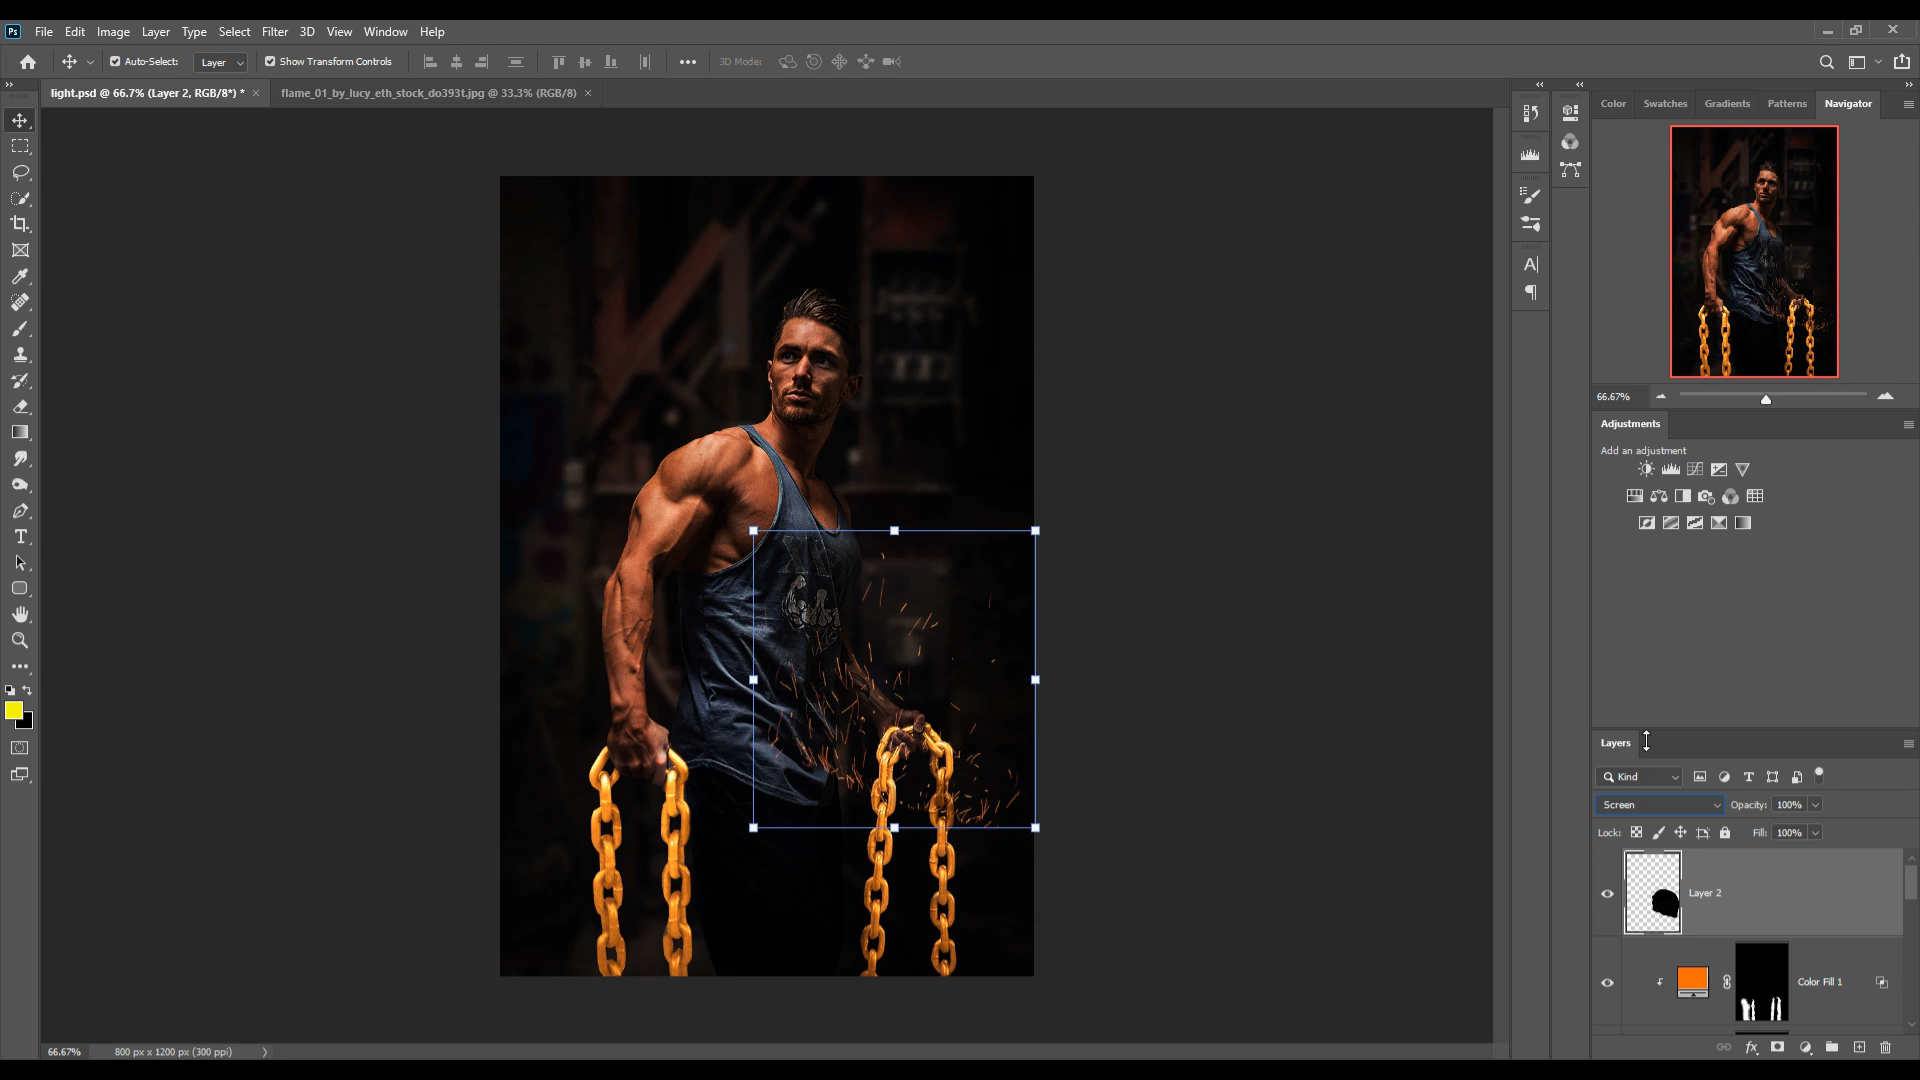 Ps File Edit Image Layer Type Select Filter 3D View Window Help
Auto-Select: Layer Show Transform Controls 3D Mode:
light.psd @ 66.7% (Layer 2, RGB/8*) * flame_01_by_lucy_eth_stock_do393t.jpg @ 33.3% (RGB/8)
Color Swatches Gradients Patterns Navigator
66.67%
Adjustments
Add an adjustment
Layers
Kind
Screen Opacity: 100%
Lock: Fill: 100%
Layer 2
Color Fill 1
66.67% 800 px x 1200 px (300 ppi)